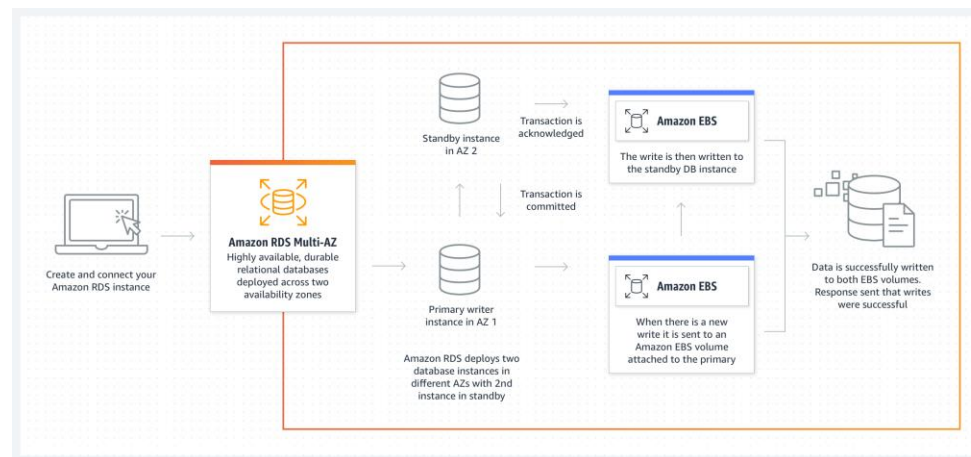 Create and connect your
Amazon RDS instance
Amazon RDS Multi-AZ
Highly available, durable
relational databases
deployed across two
availability zones
Standby instance
in AZ 2
Transaction is
acknowledged
Transaction is
committed
Primary writer
instance in AZ 1
Amazon RDS deploys two
database instances in
different AZs with 2nd
instance in standby
Amazon EBS
The write is then written to
the standby DB instance
Amazon EBS
When there is a new
write it is sent to an
Amazon EBS volume
attached to the primary
Data is successfully written
to both EBS volumes.
Response sent that writes
were successful